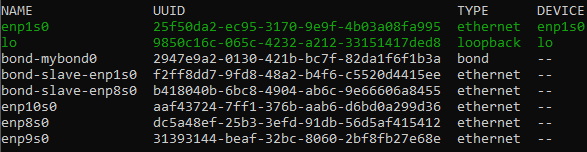 NAME UUID TYPE DEVICE
enp1s0 25f50da2-ec95-3170-9e9f-4b03a08fa995 ethernet enp1s0
lo 9850c16c-065c-4232-a212-33151417ded8 loopback lo
bond-mybond0 2947e9a2-0130-421b-bc7f-82da1f6f1b3a bond --
bond-slave-enp1s0 f2ff8dd7-9fd8-48a2-b4f6-c5520d4415ee ethernet --
bond-slave-enp8s0 b418040b-6bc8-4904-ab6c-9e66606a8455 ethernet --
enp10s0 aaf43724-7ff1-376b-aab6-d6bd0a299d36 ethernet --
enp8s0 dc5a48ef-25b3-3efd-91db-56d5af415412 ethernet --
enp9s0 31393144-beaf-32bc-8060-2bf8fb27e68e ethernet --